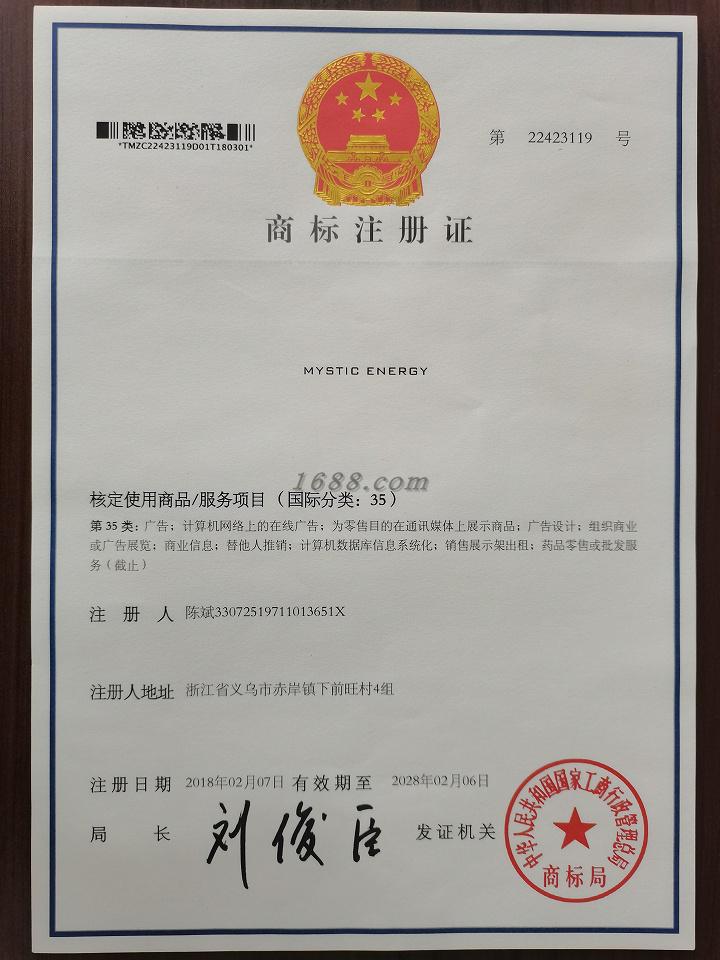 *TMZC22423119D01T180301*
第 22423119 号
商标注册证
MYSTIC ENERGY
1688.com
核定使用商品/服务项目（国际分类：35）
第35类：广告；计算机网络上的在线广告；为零售目的在通讯媒体上展示商品；广告设计；组织商业
或广告展览；商业信息；替他人推销；计算机数据库信息系统化；销售展示架出租；药品零售或批发服
务（截止）
注 册 人 陈斌33072519711013651X
注册人地址 浙江省义乌市赤岸镇下前旺村4组
注册日期 2018年02月07日 有效期至 2028年02月06日
局 长 刘俊臣 发证机关
中华人民共和国国家工商行政管理总局
商标局